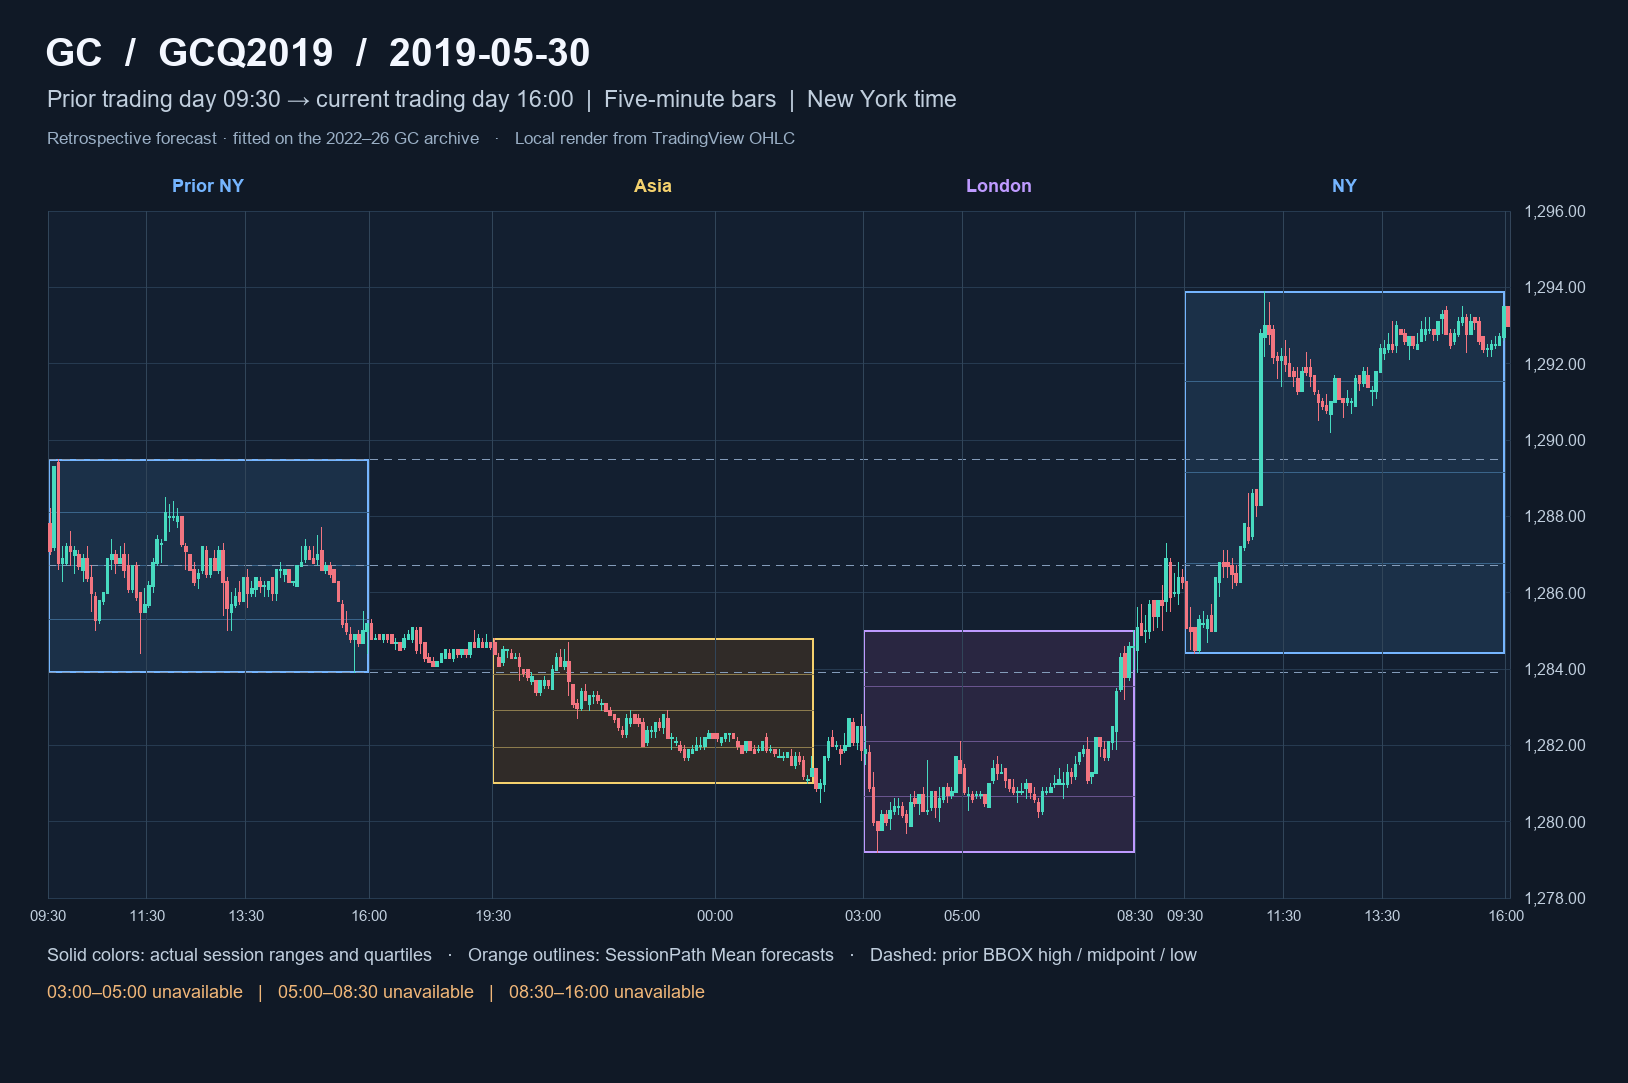 GC / GCQ2019 / 2019-05-30
Prior trading day 09:30 → current trading day 16:00 | Five-minute bars | New York time
Retrospective forecast · fitted on the 2022–26 GC archive · Local render from TradingView OHLC
Prior NY Asia London NY
1,296.00
1,294.00
1,292.00
1,290.00
1,288.00
1,286.00
1,284.00
1,282.00
1,280.00
1,278.00
09:30 11:30 13:30 16:00 19:30 00:00 03:00 05:00 08:30 09:30 11:30 13:30 16:00
Solid colors: actual session ranges and quartiles · Orange outlines: SessionPath Mean forecasts · Dashed: prior BBOX high / midpoint / low
03:00–05:00 unavailable | 05:00–08:30 unavailable | 08:30–16:00 unavailable